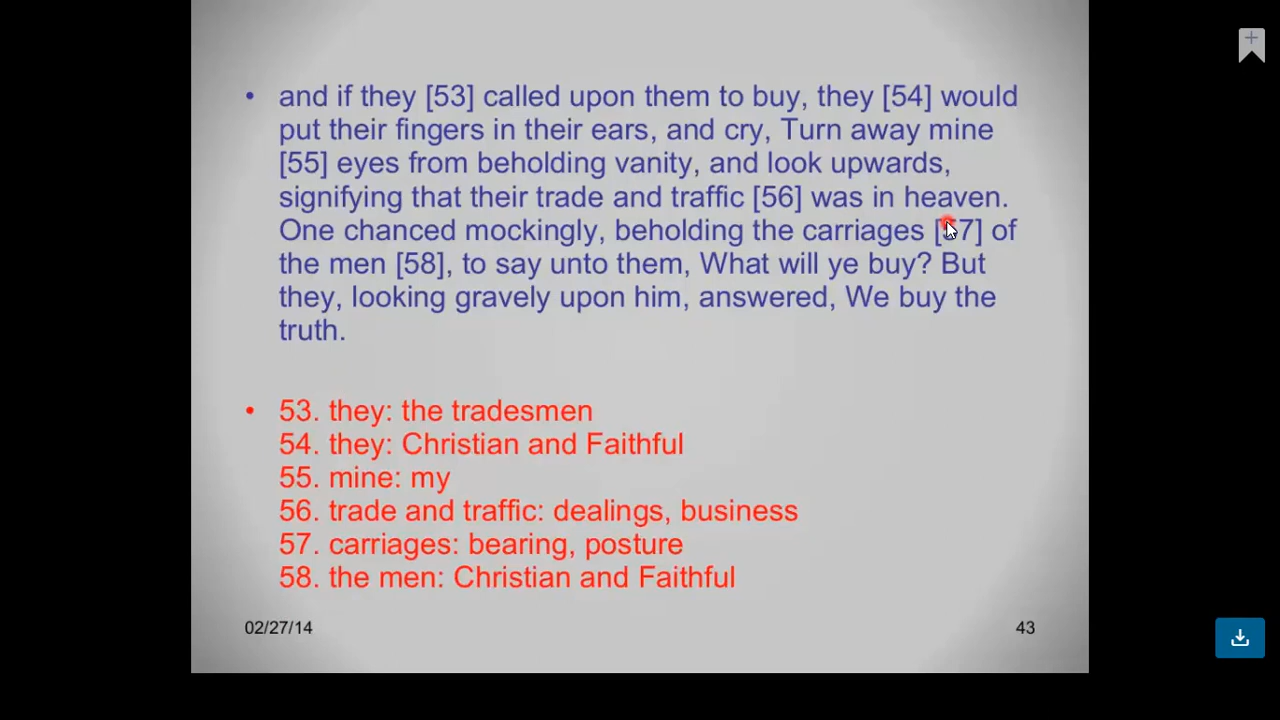 • and if they [53] called upon them to buy, they [54] would
put their fingers in their ears, and cry, Turn away mine
[55] eyes from beholding vanity, and look upwards,
signifying that their trade and traffic [56] was in heaven.
One chanced mockingly, beholding the carriages [57] of
the men [58], to say unto them, What will ye buy? But
they, looking gravely upon him, answered, We buy the
truth.
• 53. they: the tradesmen
54. they: Christian and Faithful
55. mine: my
56. trade and traffic: dealings, business
57. carriages: bearing, posture
58. the men: Christian and Faithful
02/27/14
43